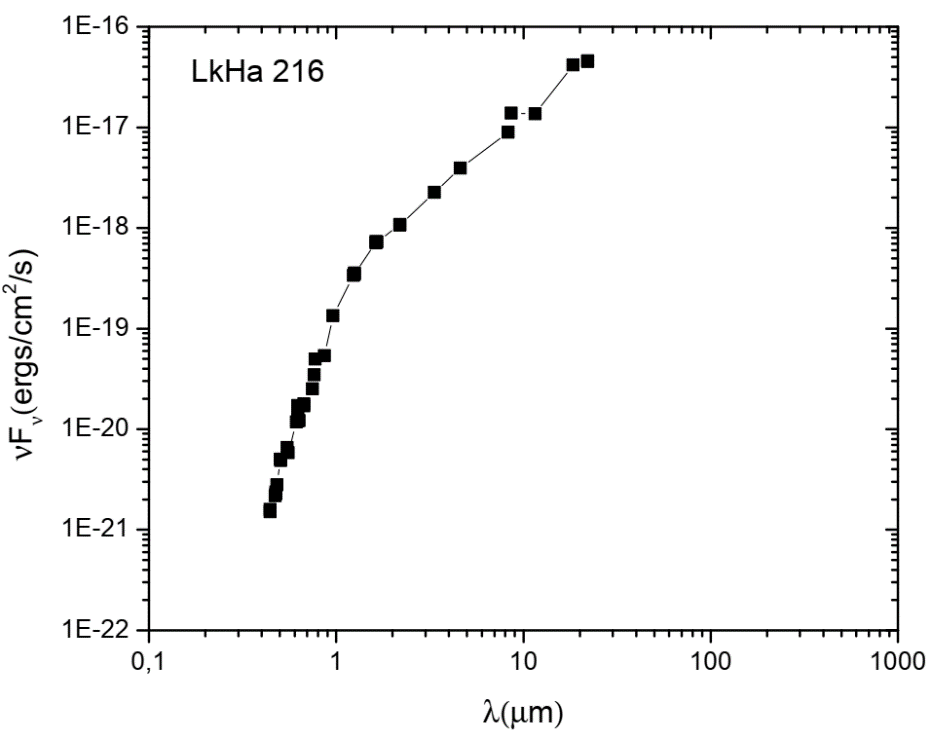 LkHa 216
1E-16
1E-17
1E-18
1E-19
1E-20
1E-21
1E-22
νFν(ergs/cm²/s)
0,1 1 10 100 1000
λ(μm)